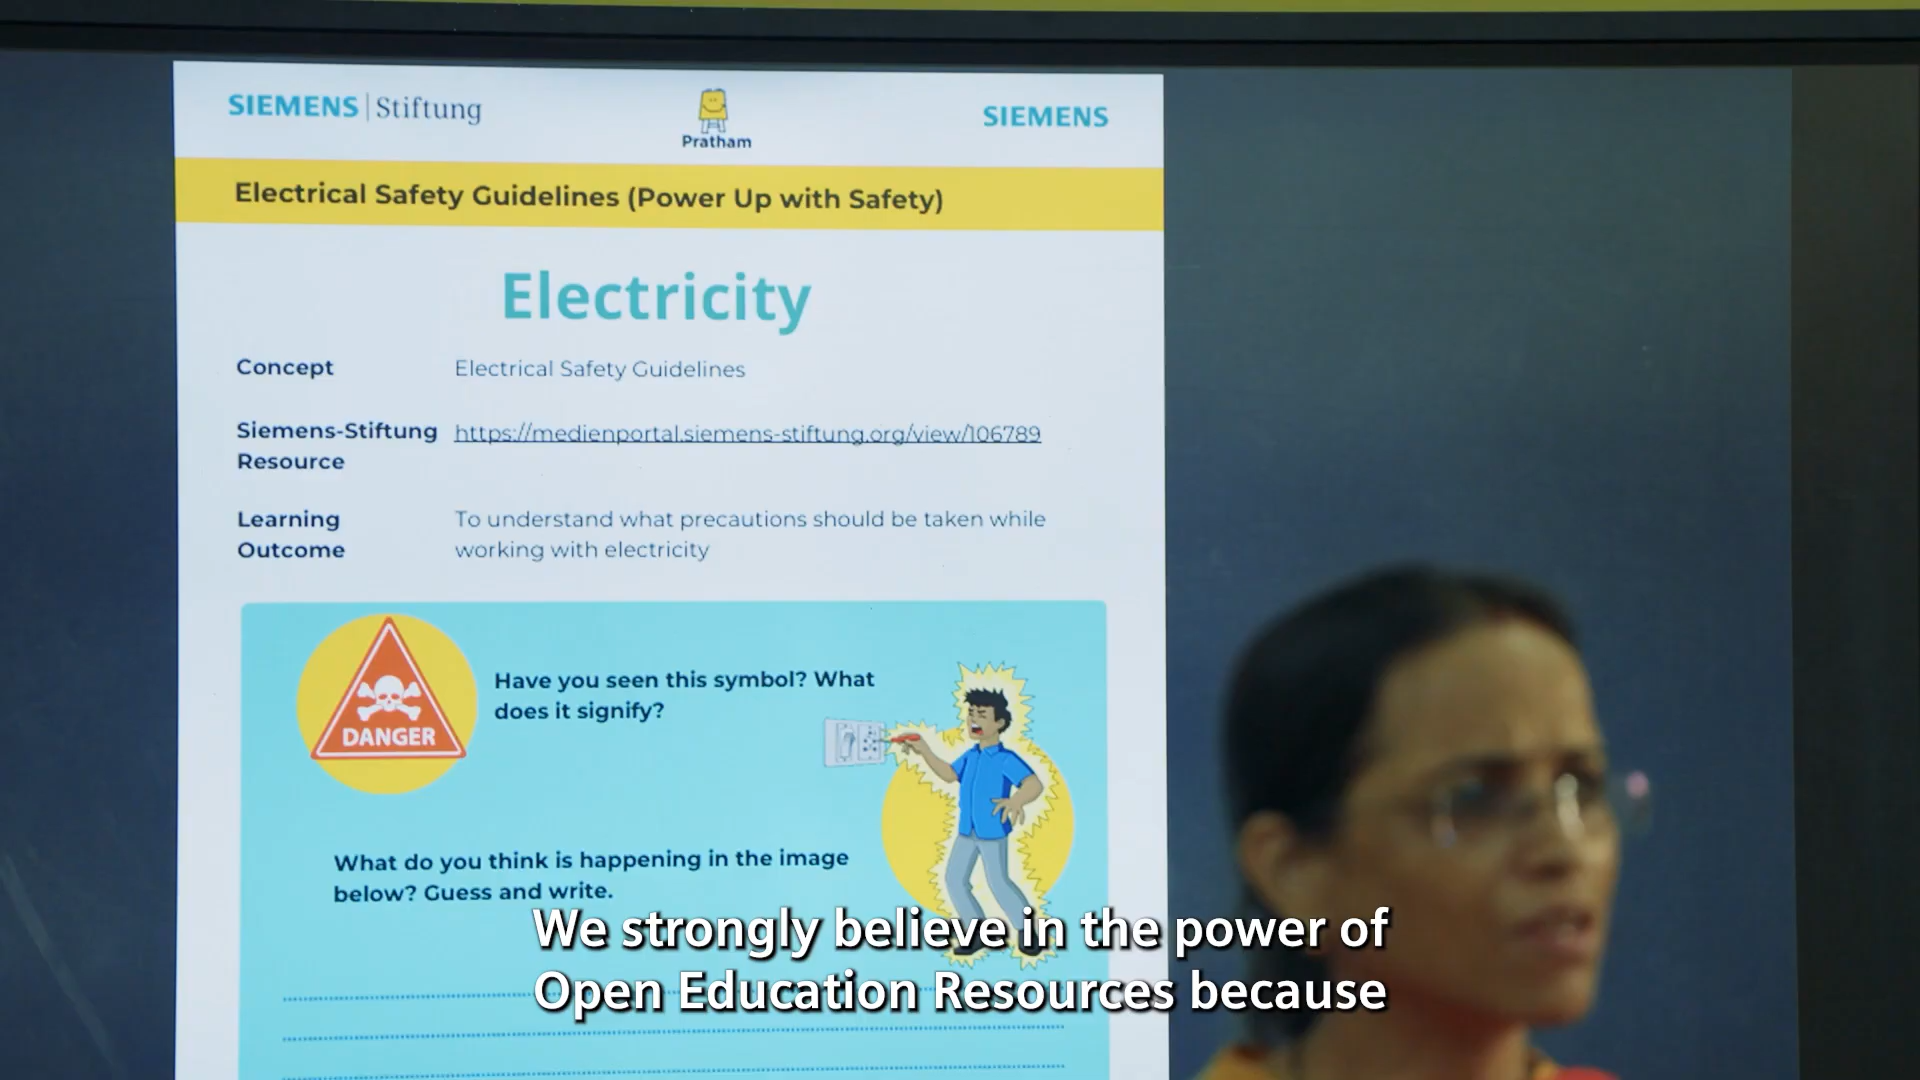 SIEMENS | Stiftung
Pratham
SIEMENS
Electrical Safety Guidelines (Power Up with Safety)
Electricity
Concept
Electrical Safety Guidelines
Siemens-Stiftung
Resource
https://medienportal.siemens-stiftung.org/view/106789
Learning
Outcome
To understand what precautions should be taken while
working with electricity
DANGER
Have you seen this symbol? What
does it signify?
What do you think is happening in the image
below? Guess and write.
We strongly believe in the power of
Open Education Resources because